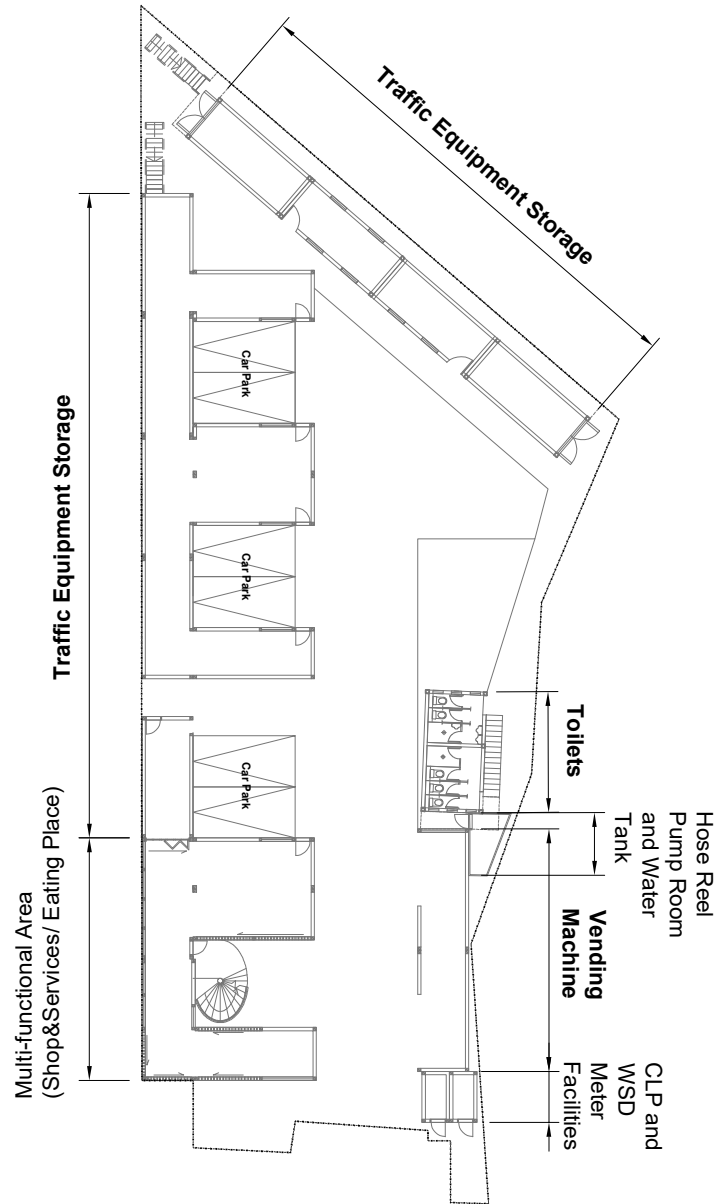 Traffic Equipment Storage
Traffic Equipment Storage
Car Park
Car Park
Car Park
Toilets
Hose Reel
Pump Room
and Water
Tank
Vending
Machine
CLP and
WSD
Meter
Facilities
Multi-functional Area
(Shop&Services/ Eating Place)